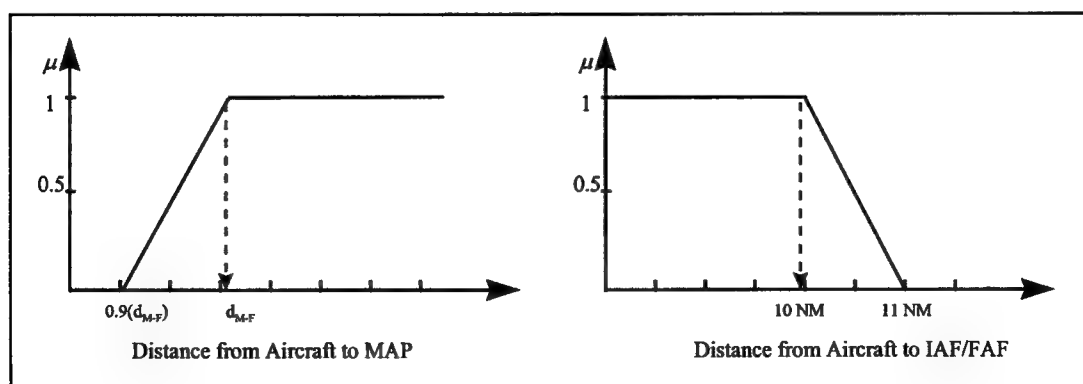 μ
1
0.5
0.9(d_M-F)
d_M-F
Distance from Aircraft to MAP
μ
1
0.5
10 NM
11 NM
Distance from Aircraft to IAF/FAF